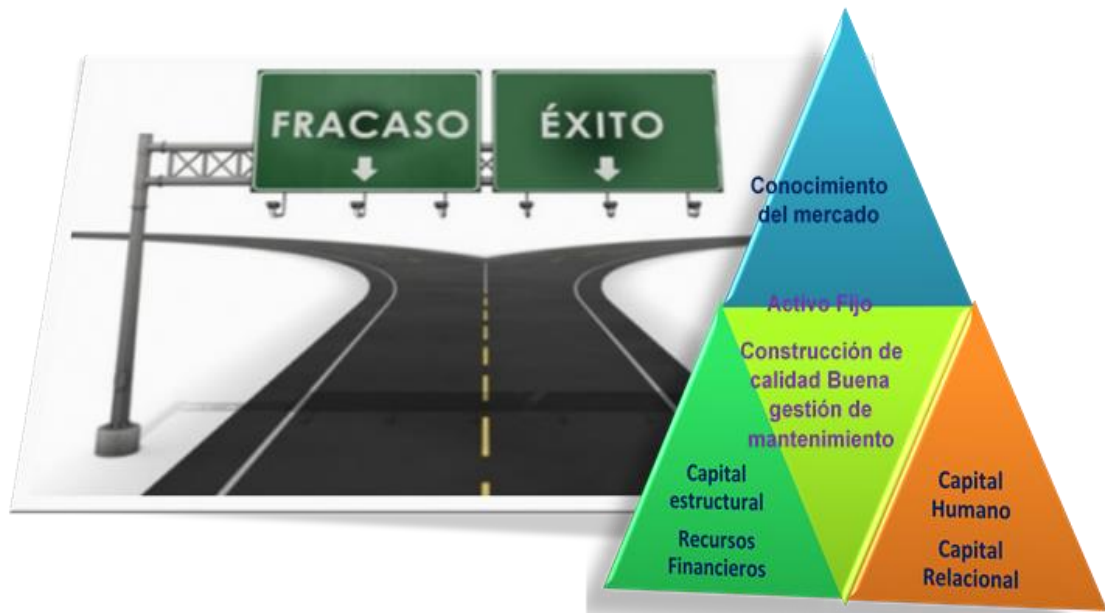 FRACASO
ÉXITO
Conocimiento
del mercado
Activo Fijo
Construcción de
calidad Buena
gestión de
mantenimiento
Capital
estructural
Recursos
Financieros
Capital
Humano
Capital
Relacional